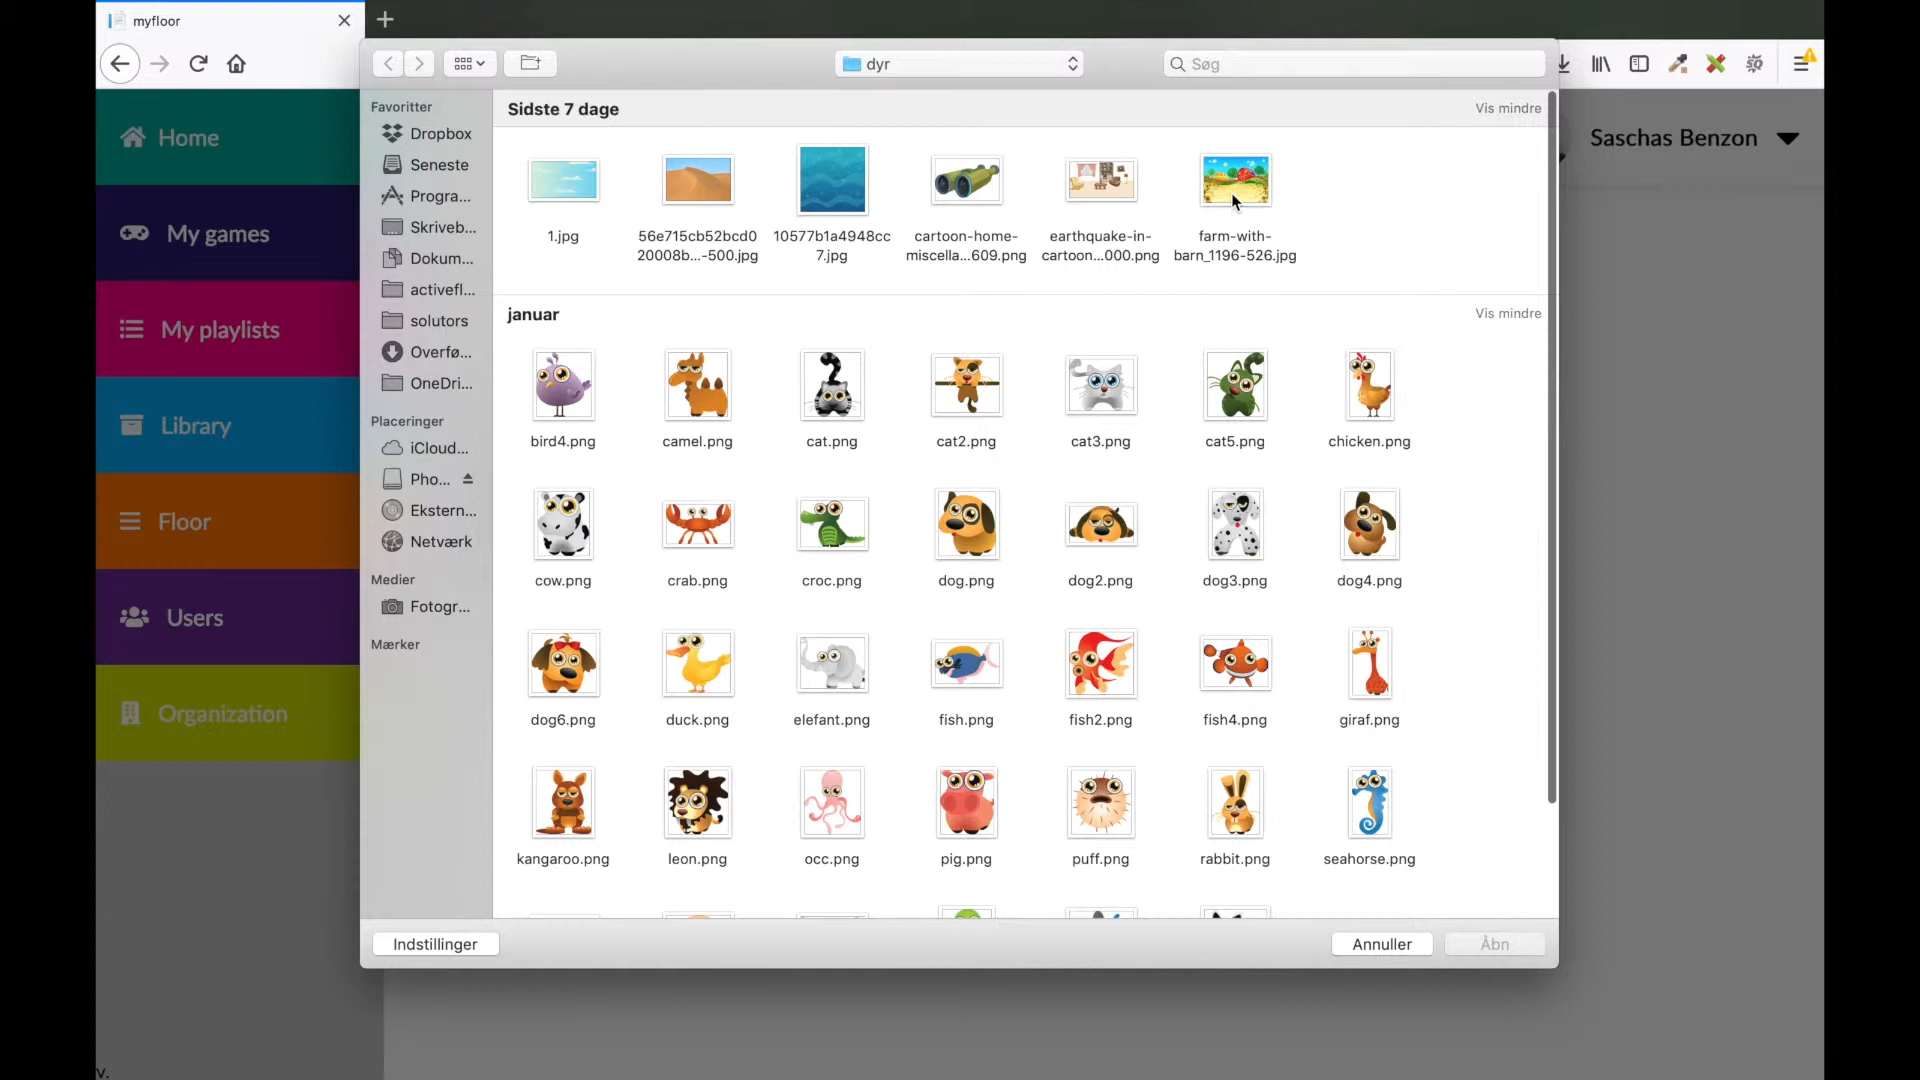 myfloor
dyr
Søg
Home
My games
My playlists
Library
Floor
Users
Organization
Saschas Benzon
Favoritter
Dropbox
Seneste
Progra...
Skriveb...
Dokum...
activefl...
solutors
Overfø...
OneDri...
Placeringer
iCloud...
Pho...
Ekstern...
Netværk
Medier
Fotogr...
Mærker
Sidste 7 dage
Vis mindre
1.jpg
56e715cb52bcd0
20008b...-500.jpg
10577b1a4948cc
7.jpg
cartoon-home-
miscella...609.png
earthquake-in-
cartoon...000.png
farm-with-
barn_1196-526.jpg
januar
Vis mindre
bird4.png
camel.png
cat.png
cat2.png
cat3.png
cat5.png
chicken.png
cow.png
crab.png
croc.png
dog.png
dog2.png
dog3.png
dog4.png
dog6.png
duck.png
elefant.png
fish.png
fish2.png
fish4.png
giraf.png
kangaroo.png
leon.png
occ.png
pig.png
puff.png
rabbit.png
seahorse.png
Indstillinger
Annuller
Åbn
v.